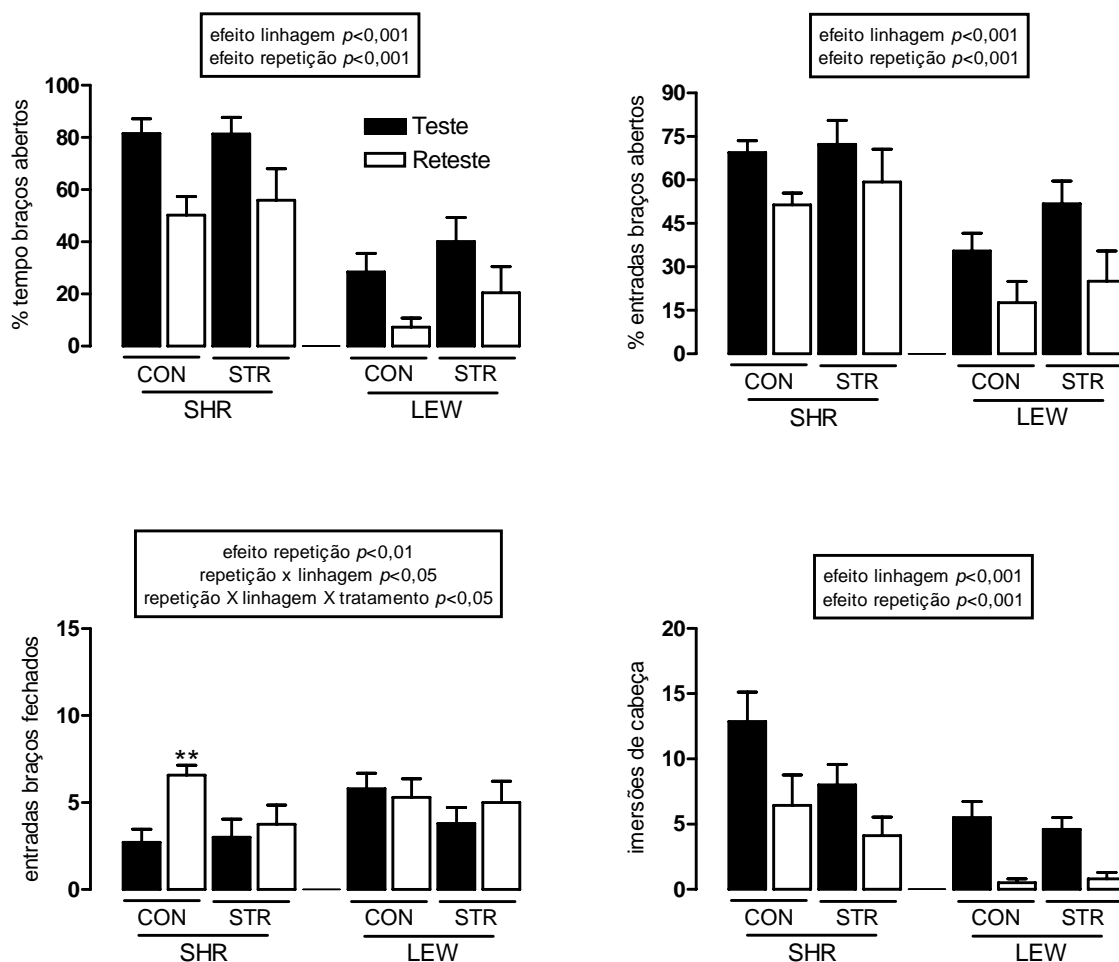 efeito linhagem p<0,001
efeito repetição p<0,001
% tempo braços abertos
100
80
60
40
20
0
Teste
Reteste
CON
STR
CON
STR
SHR
LEW
efeito linhagem p<0,001
efeito repetição p<0,001
% entradas braços abertos
90
75
60
45
30
15
0
CON
STR
CON
STR
SHR
LEW
efeito repetição p<0,01
repetição x linhagem p<0,05
repetição X linhagem X tratamento p<0,05
entradas braços fechados
15
10
5
0
**
CON
STR
CON
STR
SHR
LEW
efeito linhagem p<0,001
efeito repetição p<0,001
imersões de cabeça
20
15
10
5
0
CON
STR
CON
STR
SHR
LEW